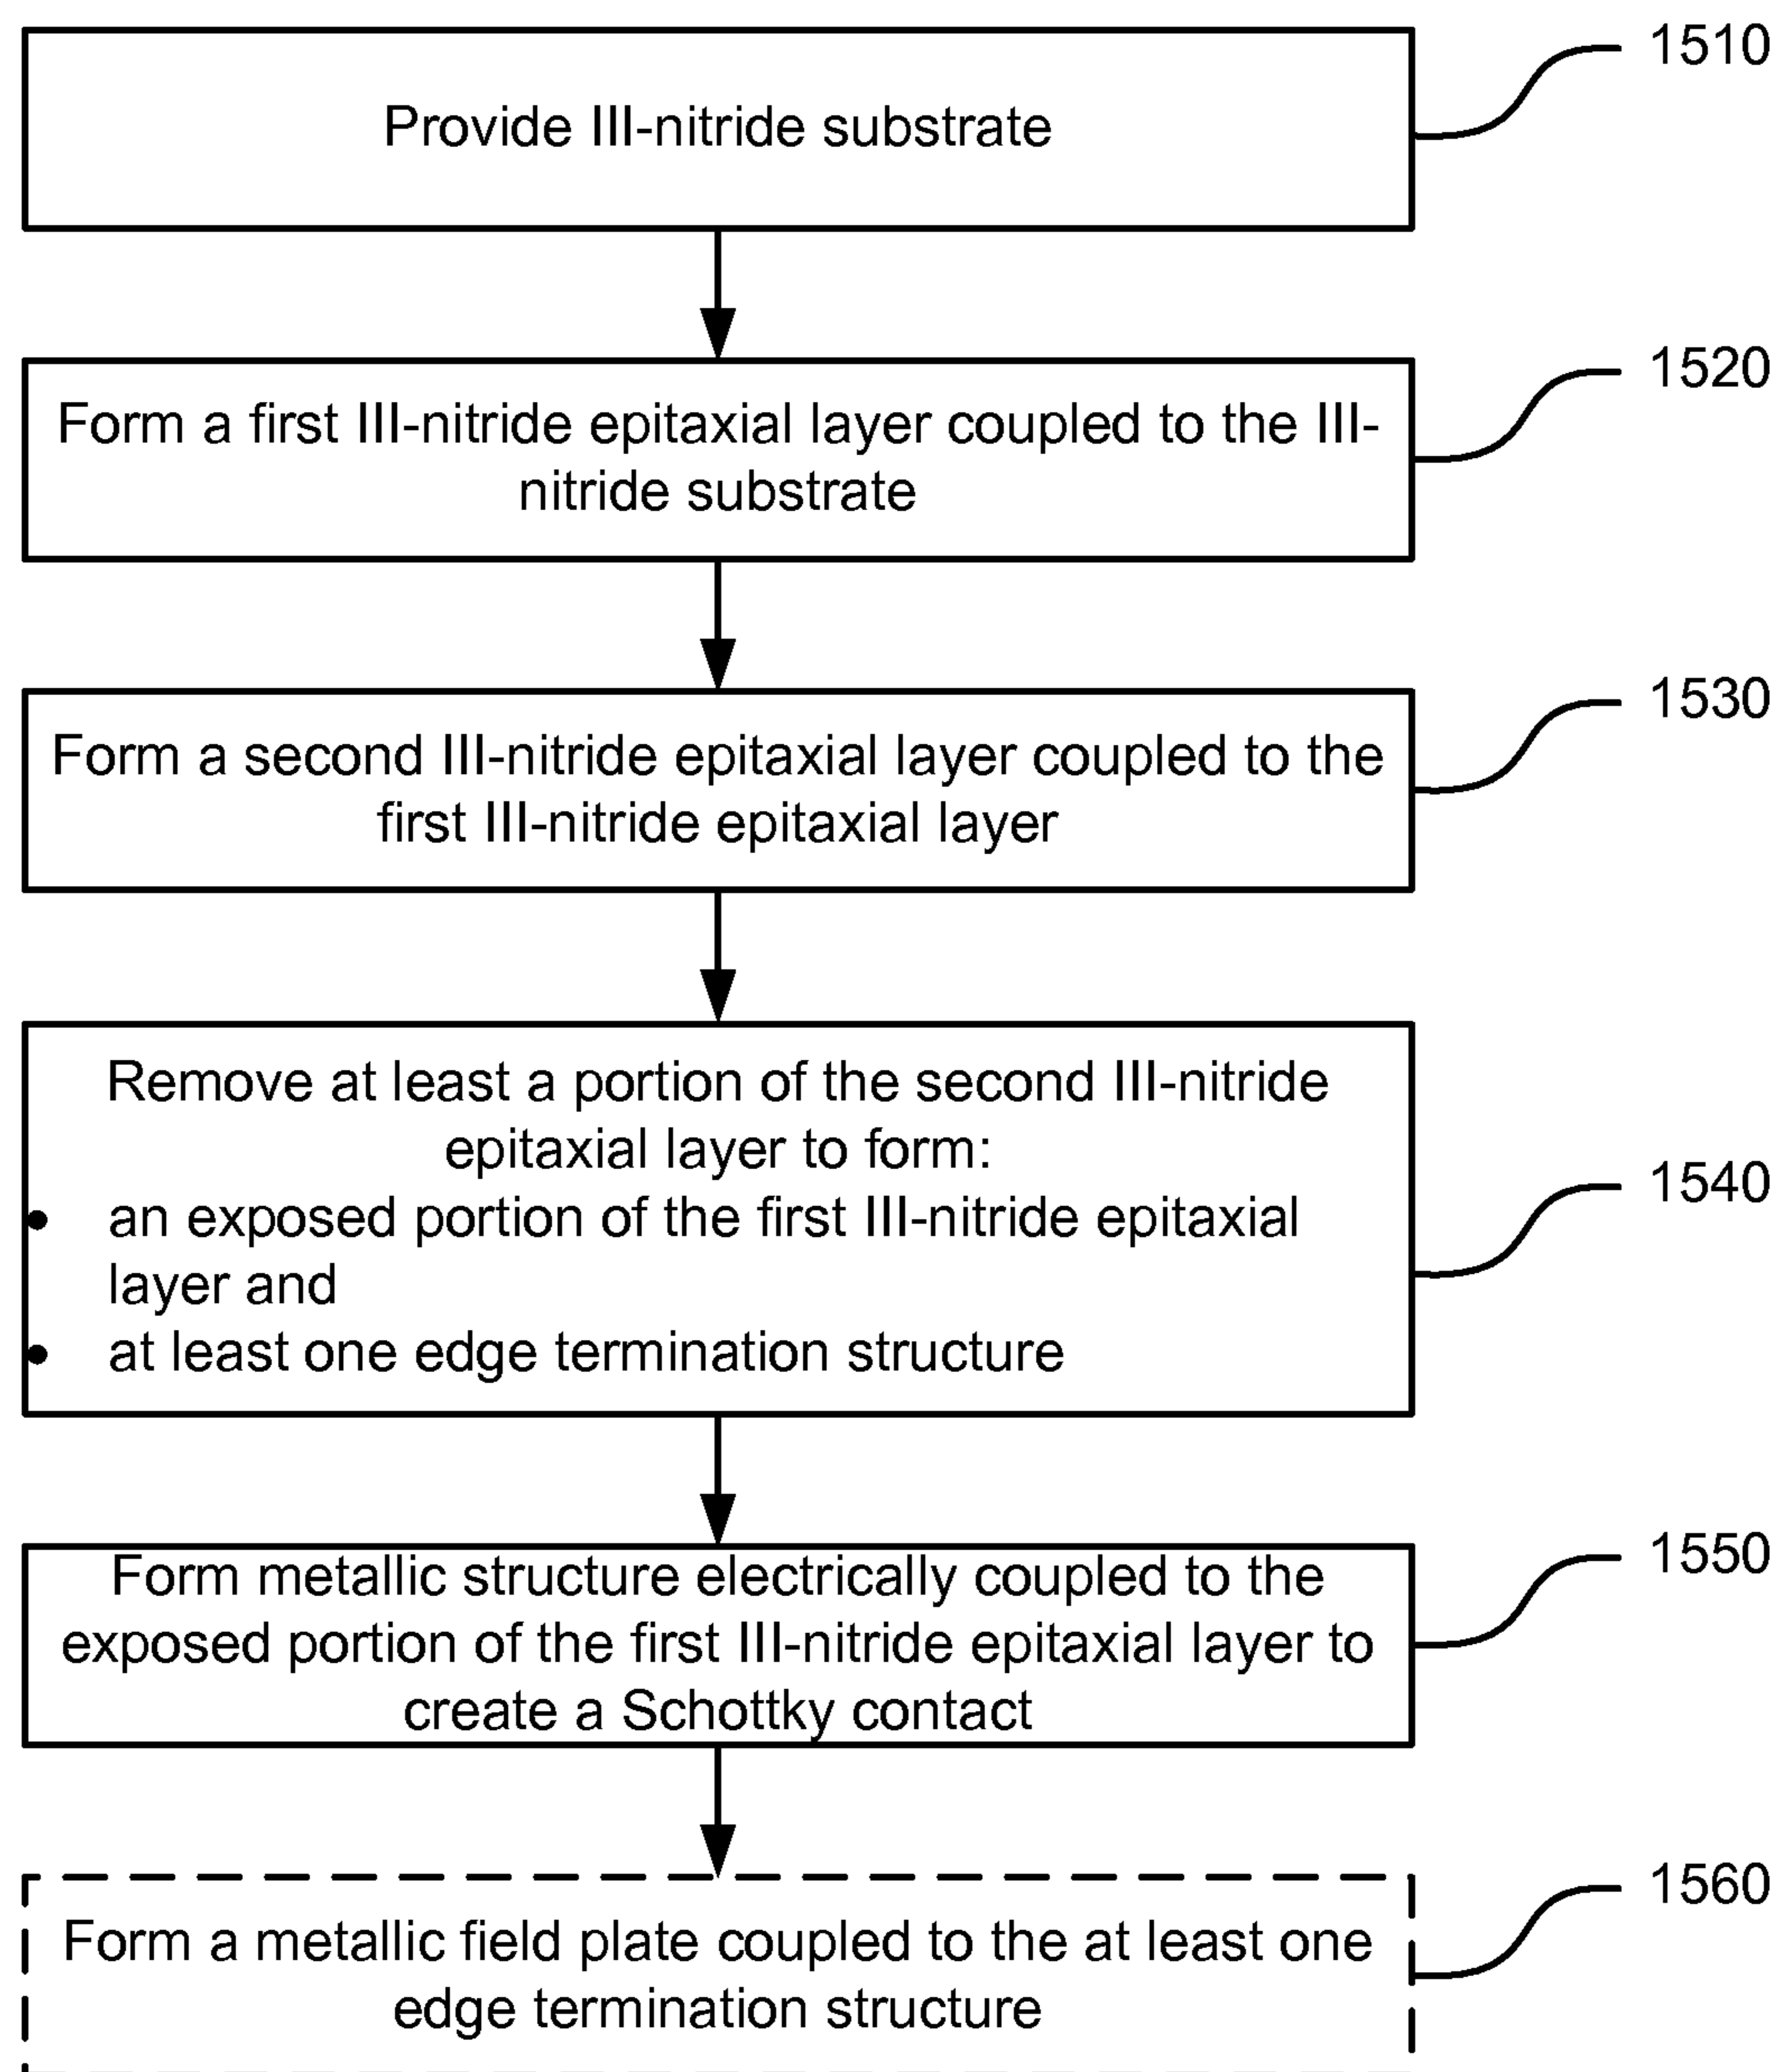 1510
Provide III-nitride substrate
1520
Form a first III-nitride epitaxial layer coupled to the III-
nitride substrate
1530
Form a second III-nitride epitaxial layer coupled to the
first III-nitride epitaxial layer
Remove at least a portion of the second III-nitride
epitaxial layer to form:
• an exposed portion of the first III-nitride epitaxial
layer and
• at least one edge termination structure
1540
Form metallic structure electrically coupled to the
exposed portion of the first III-nitride epitaxial layer to
create a Schottky contact
1550
Form a metallic field plate coupled to the at least one
edge termination structure
1560